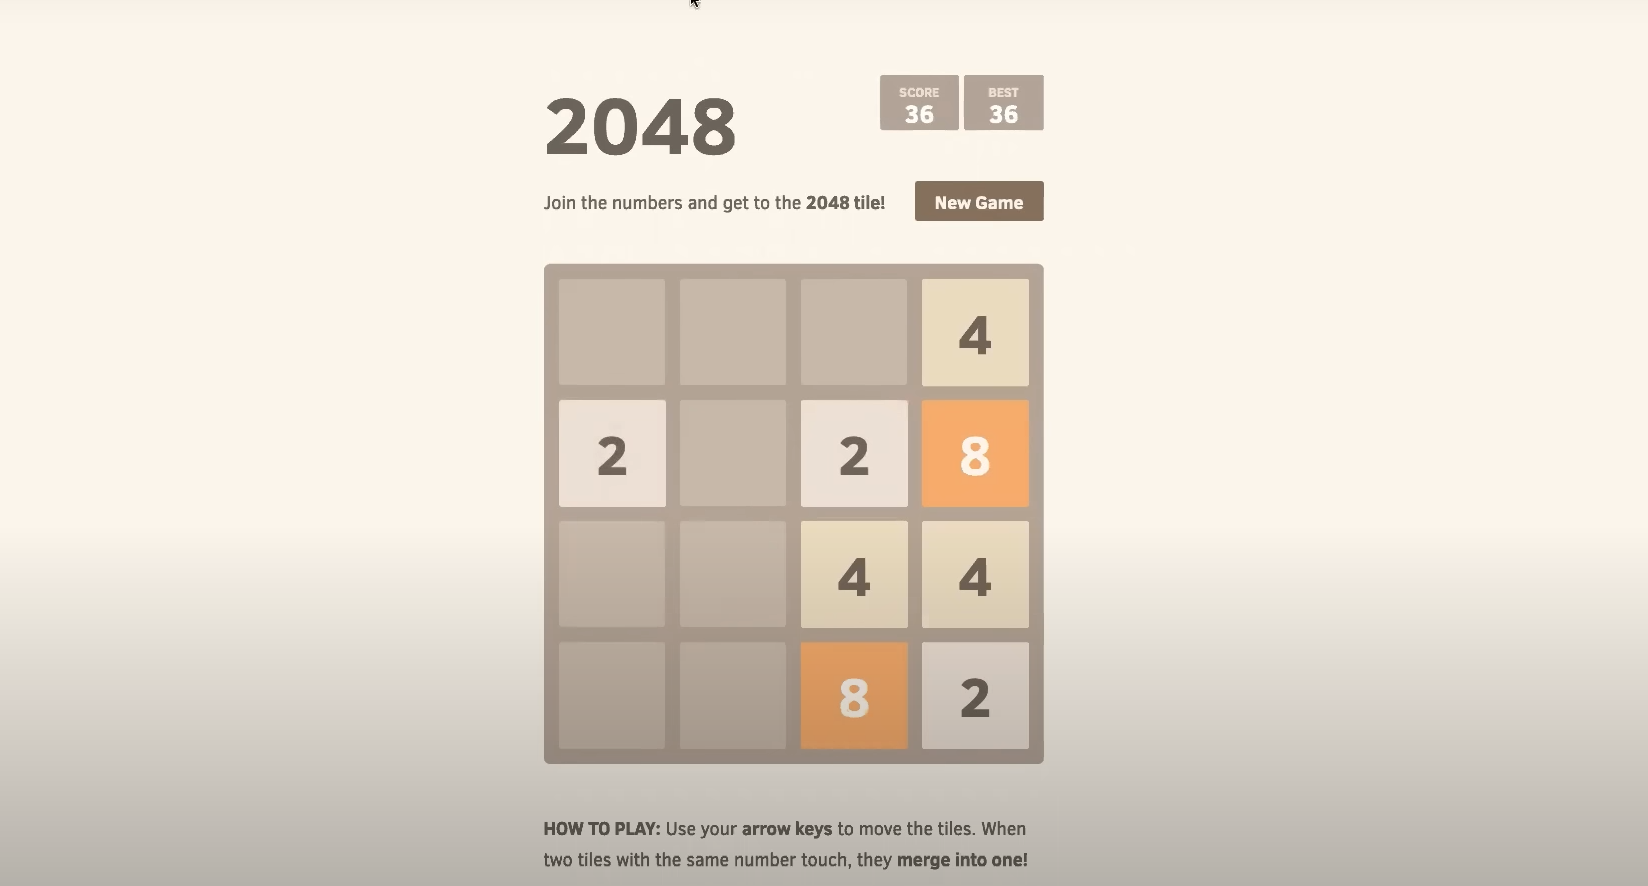 2048
SCORE
36
BEST
36
Join the numbers and get to the 2048 tile!
New Game
4
2 2 8
4 4
8 2
HOW TO PLAY: Use your arrow keys to move the tiles. When
two tiles with the same number touch, they merge into one!